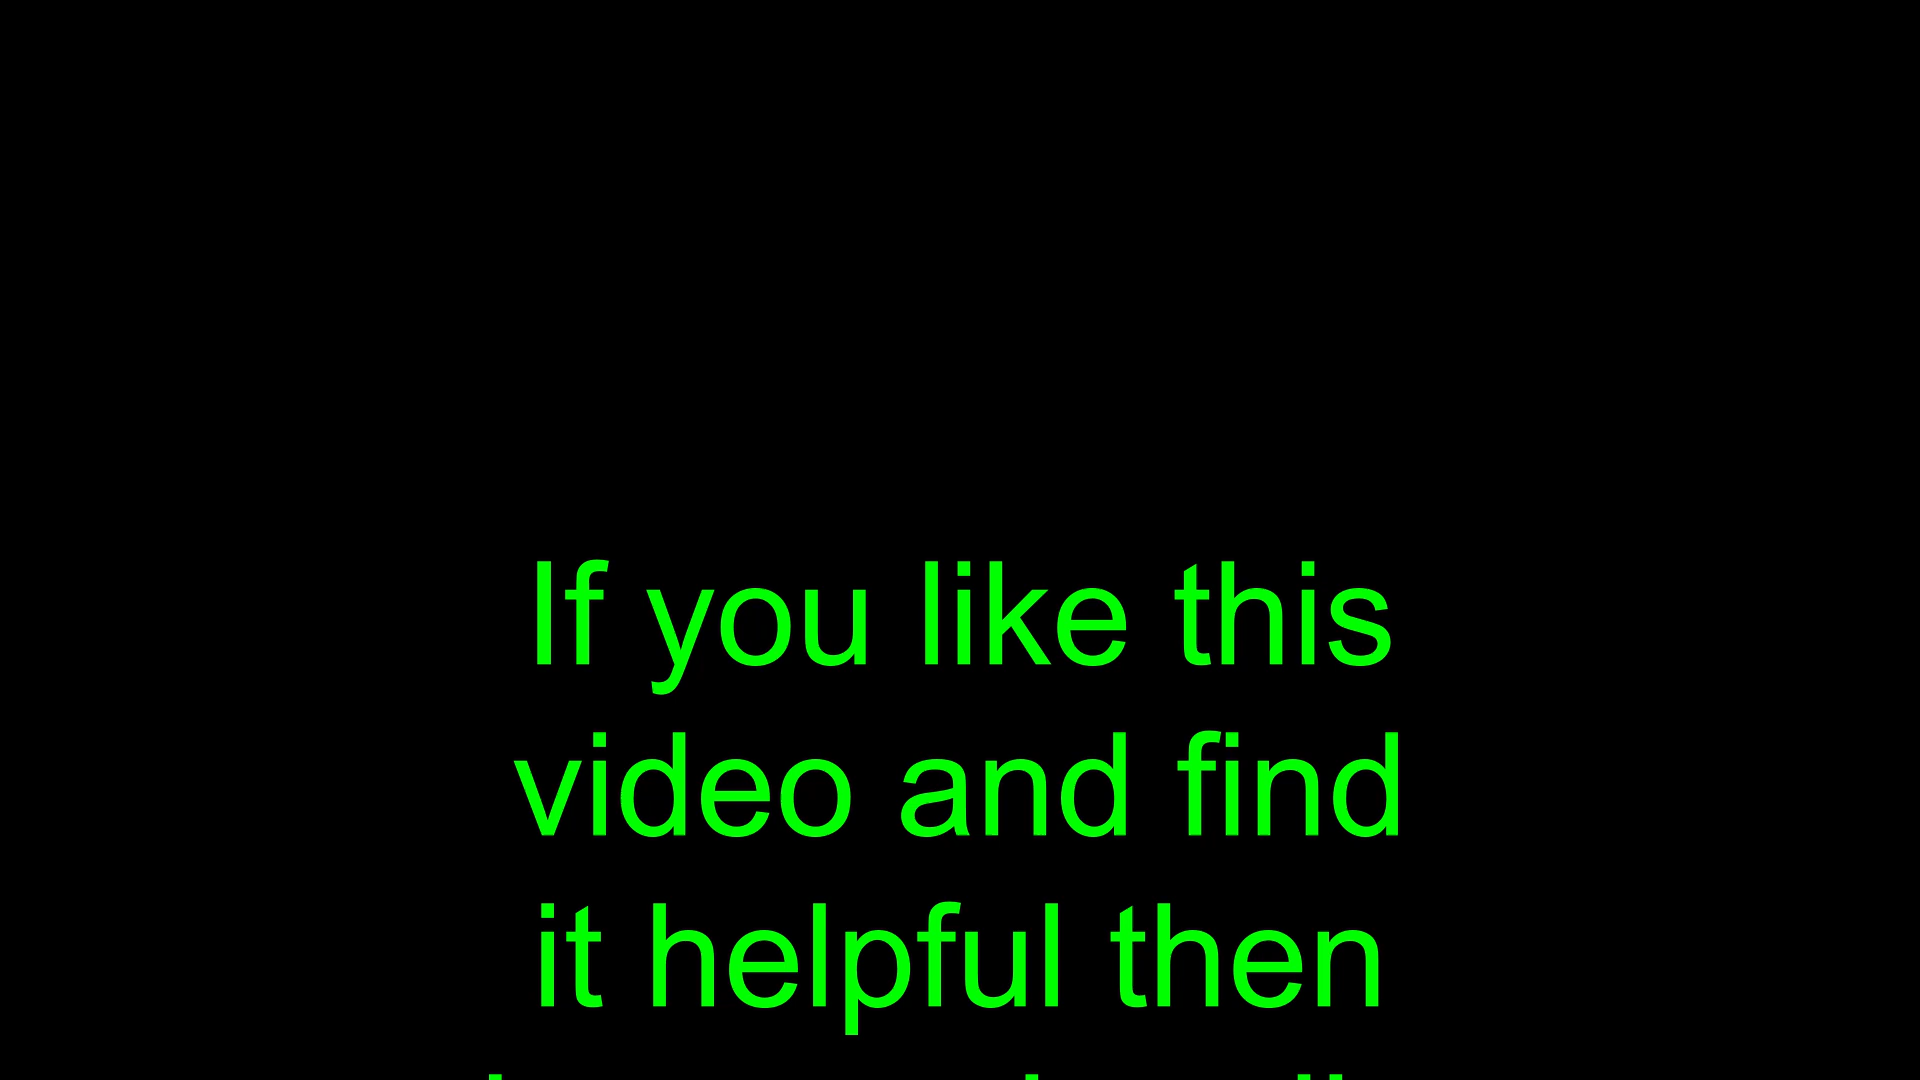 If you like this
video and find
it helpful then